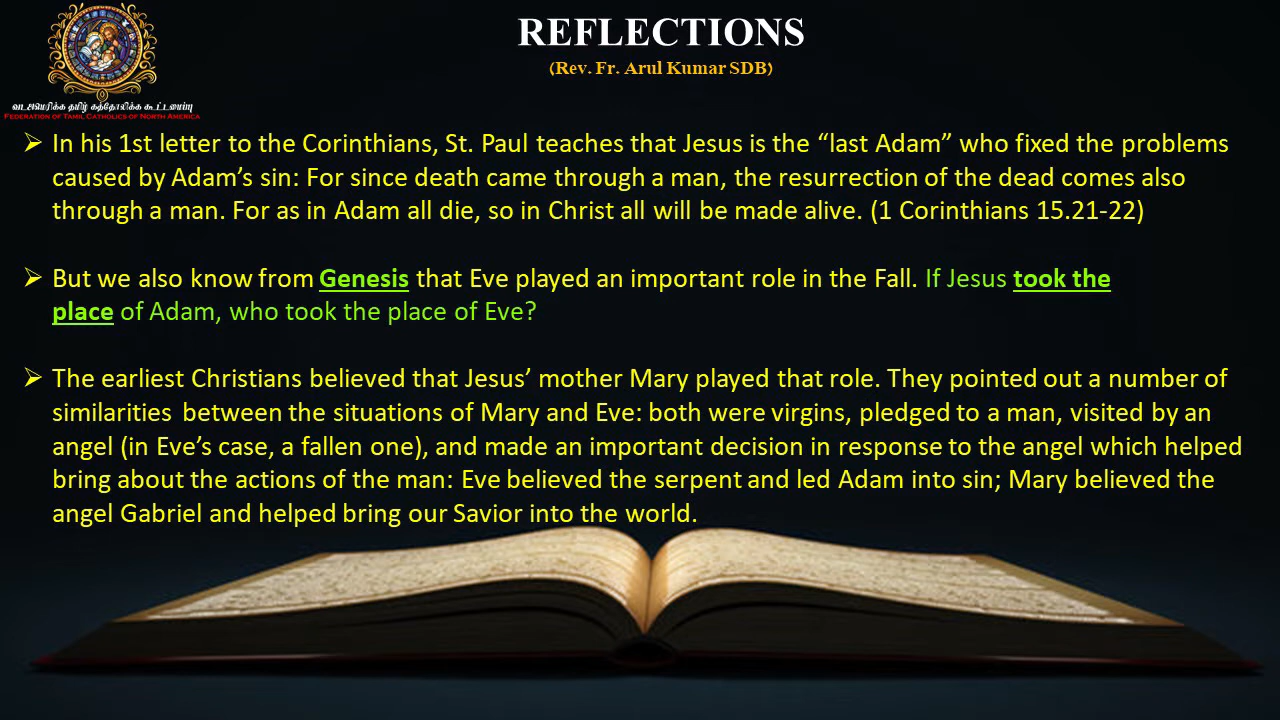 REFLECTIONS
(Rev. Fr. Arul Kumar SDB)
வடஅமெரிக்க தமிழ் கத்தோலிக்க கூட்டமைப்பு
FEDERATION OF TAMIL CATHOLICS OF NORTH AMERICA
➢ In his 1st letter to the Corinthians, St. Paul teaches that Jesus is the “last Adam” who fixed the problems
caused by Adam’s sin: For since death came through a man, the resurrection of the dead comes also
through a man. For as in Adam all die, so in Christ all will be made alive. (1 Corinthians 15.21-22)
➢ But we also know from Genesis that Eve played an important role in the Fall. If Jesus took the
place of Adam, who took the place of Eve?
➢ The earliest Christians believed that Jesus’ mother Mary played that role. They pointed out a number of
similarities between the situations of Mary and Eve: both were virgins, pledged to a man, visited by an
angel (in Eve’s case, a fallen one), and made an important decision in response to the angel which helped
bring about the actions of the man: Eve believed the serpent and led Adam into sin; Mary believed the
angel Gabriel and helped bring our Savior into the world.